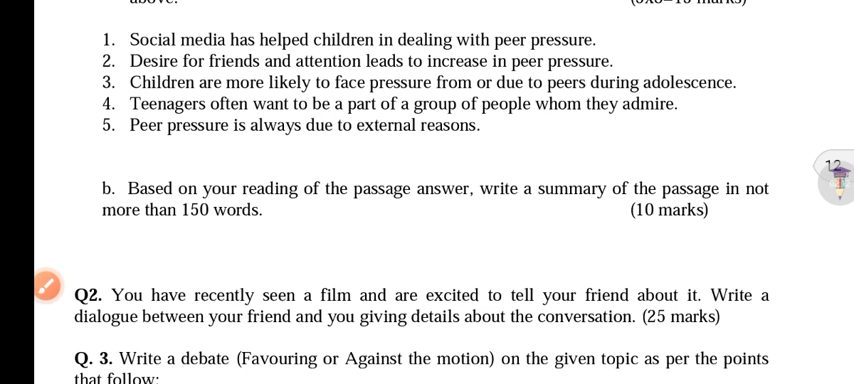 above.
1. Social media has helped children in dealing with peer pressure.
2. Desire for friends and attention leads to increase in peer pressure.
3. Children are more likely to face pressure from or due to peers during adolescence.
4. Teenagers often want to be a part of a group of people whom they admire.
5. Peer pressure is always due to external reasons.
12
b. Based on your reading of the passage answer, write a summary of the passage in not
more than 150 words. (10 marks)
Q2. You have recently seen a film and are excited to tell your friend about it. Write a
dialogue between your friend and you giving details about the conversation. (25 marks)
Q. 3. Write a debate (Favouring or Against the motion) on the given topic as per the points
that follow: